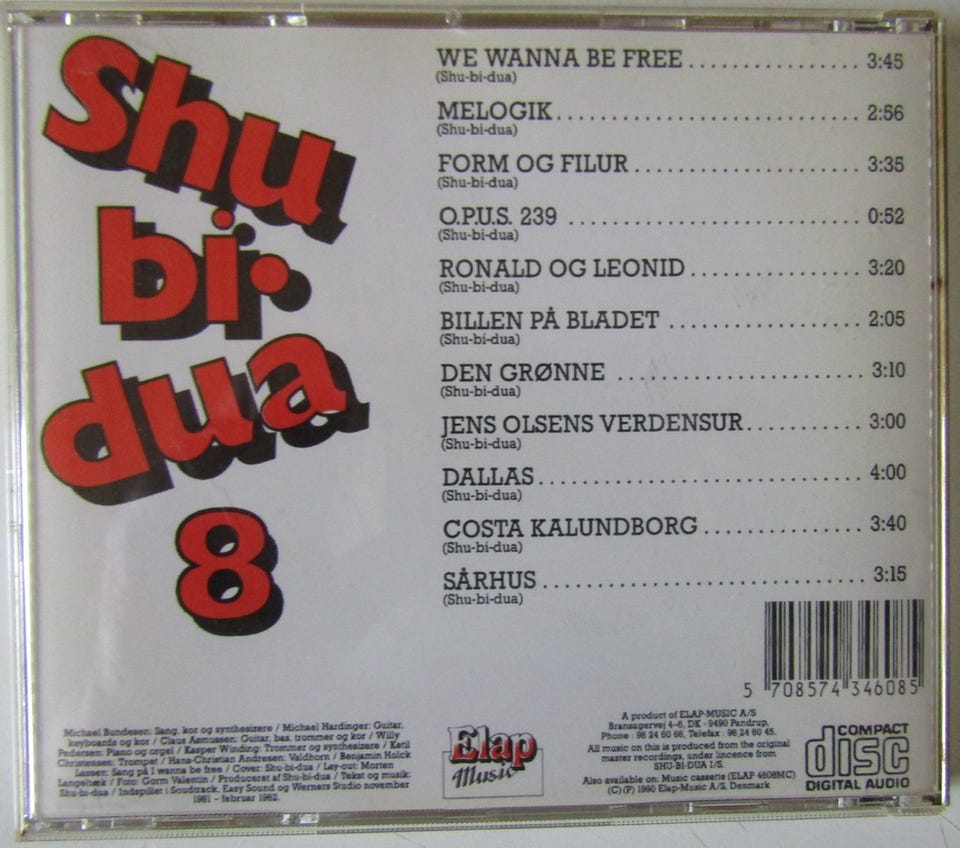 Shu
bi·
dua
8
WE WANNA BE FREE .................. 3:45
(Shu-bi-dua)
MELOGIK .................. 2:56
(Shu-bi-dua)
FORM OG FILUR .................. 3:35
(Shu-bi-dua)
O.P.U.S. 239 .................. 0:52
(Shu-bi-dua)
RONALD OG LEONID .................. 3:20
(Shu-bi-dua)
BILLEN PÅ BLADET .................. 2:05
(Shu-bi-dua)
DEN GRØNNE .................. 3:10
(Shu-bi-dua)
JENS OLSENS VERDENSUR .................. 3:00
(Shu-bi-dua)
DALLAS .................. 4:00
(Shu-bi-dua)
COSTA KALUNDBORG .................. 3:40
(Shu-bi-dua)
SÅRHUS .................. 3:15
(Shu-bi-dua)
5 708574 346085
Michael Bundesen: Sang, kor og synthesizere / Michael Hardinger: Guitar,
keyboards og kor / Claus Asmussen: Guitar, bas, trommer og kor / Willy
Pedersen: Piano og orgel / Kasper Winding: Trommer og synthesizere / Ketil
Christensen: Trompet / Hans-Christian Andresen: Valdhorn / Benjamin Holck
Lassen: Sang på I wanna be free / Cover: Shu-bi-dua / Lay-out: Morten
Langebæk / Foto: Gorm Valentin / Produceret af Shu-bi-dua / Tekst og musik:
Shu-bi-dua / Indspillet i Soudtrack, Easy Sound og Werners Studio november
1981 – februar 1982.
Elap
Music
A product of ELAP-MUSIC A/S
Bransagervej 4-6, DK - 9490 Pandrup,
Phone: 98 24 60 66, Telefax: 98 24 60 45.
All music on this is produced from the original
master recordings, under lincence from
SHU-BI-DUA I/S.
Also available on: Music cassette (ELAP 4608MC)
(C) (P) 1990 Elap-Music A/S, Denmark
COMPACT
disc
DIGITAL AUDIO